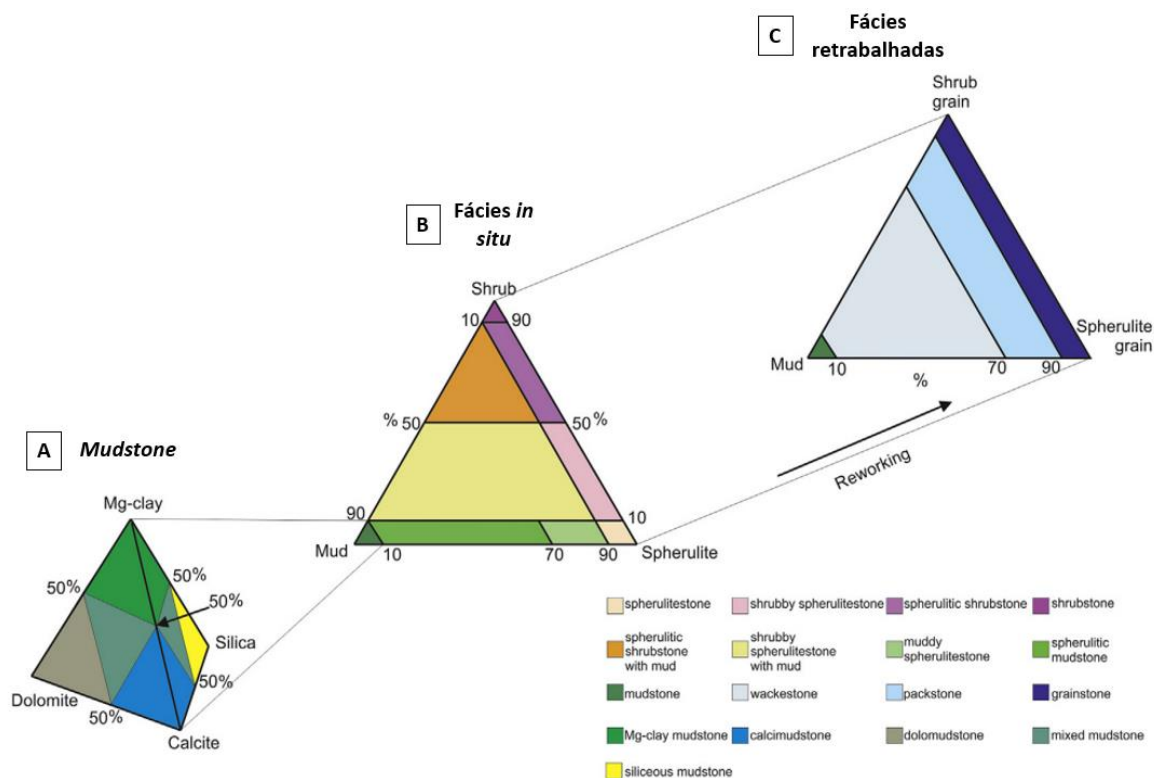 C
Fácies
retrabalhadas
Shrub
grain
Spherulite
grain
Mud
10
70
90
%
Reworking
B
Fácies in
situ
Shrub
10
90
% 50
50 %
90
10
Mud
10
70
90
Spherulite
A
Mudstone
Mg-clay
50%
50%
50%
Silica
50%
Dolomite
50%
Calcite
spherulitestone
shrubby spherulitestone
spherulitic shrubstone
shrubstone
spherulitic
shrubstone
with mud
shrubby
spherulitestone
with mud
muddy
spherulitestone
spherulitic
mudstone
mudstone
wackestone
packstone
grainstone
Mg-clay mudstone
calcimudstone
dolomudstone
mixed mudstone
siliceous mudstone